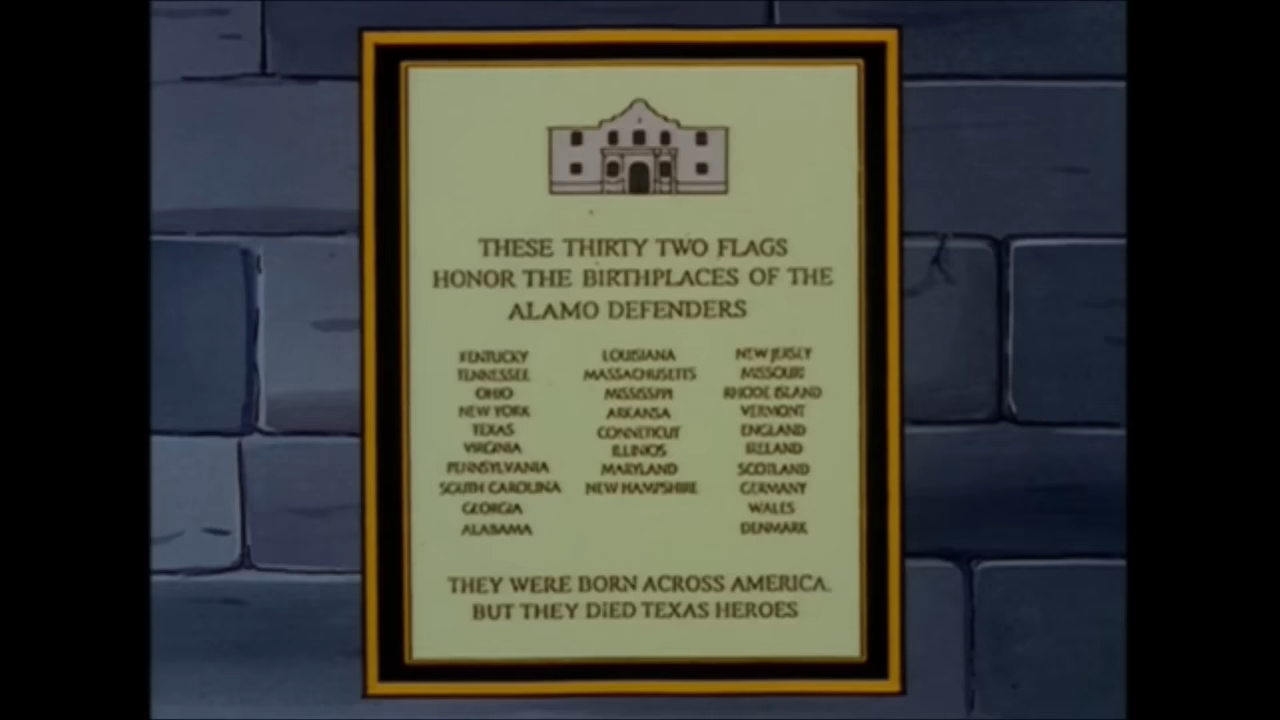 THESE THIRTY TWO FLAGS
HONOR THE BIRTHPLACES OF THE
ALAMO DEFENDERS
KENTUCKY
TENNESSEE
OHIO
NEW YORK
TEXAS
VIRGINIA
PENNSYLVANIA
SOUTH CAROLINA
GEORGIA
ALABAMA
LOUISIANA
MASSACHUSETTS
MISSISSIPPI
ARKANSA
CONNETICUT
ILLINIOS
MARYLAND
NEW HAMPSHIRE
NEW JERSEY
MISSOURI
RHODE ISLAND
VERMONT
ENGLAND
IRELAND
SCOTLAND
GERMANY
WALES
DENMARK
THEY WERE BORN ACROSS AMERICA.
BUT THEY DIED TEXAS HEROES